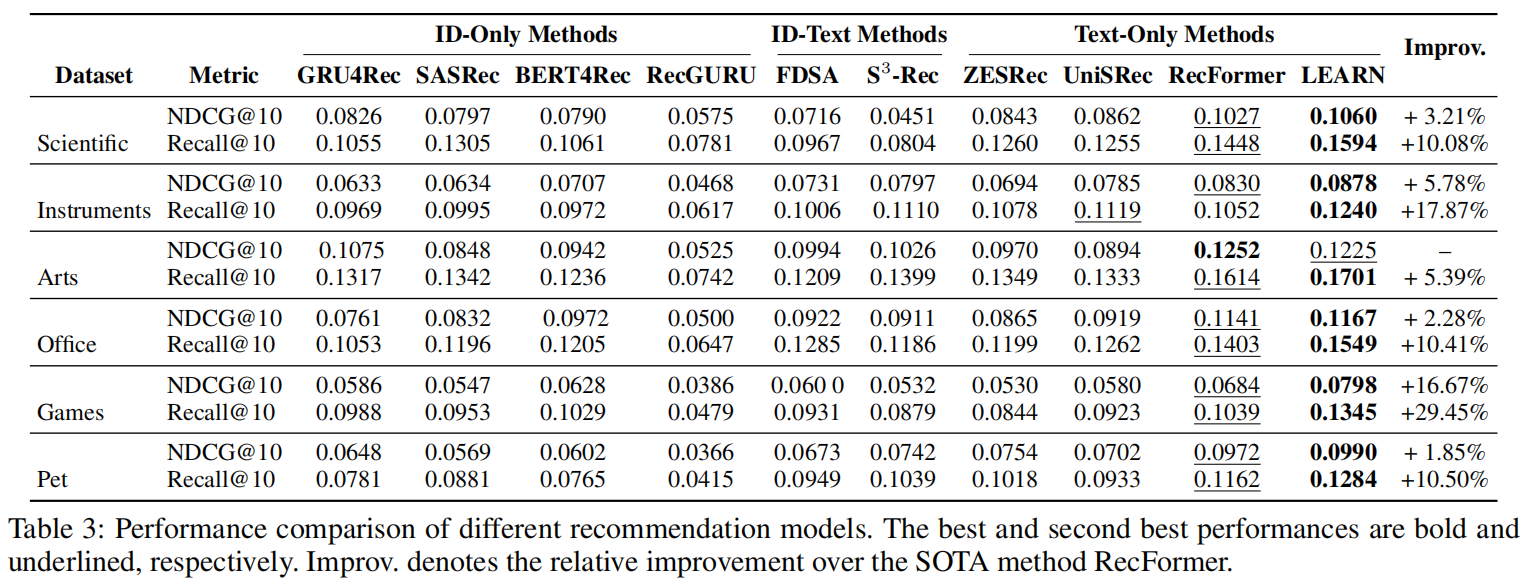 ID-Only Methods ID-Text Methods Text-Only Methods Improv.
Dataset Metric GRU4Rec SASRec BERT4Rec RecGURU FDSA S³-Rec ZESRec UniSRec RecFormer LEARN
Scientific NDCG@10 0.0826 0.0797 0.0790 0.0575 0.0716 0.0451 0.0843 0.0862 0.1027 0.1060 + 3.21%
Recall@10 0.1055 0.1305 0.1061 0.0781 0.0967 0.0804 0.1260 0.1255 0.1448 0.1594 +10.08%
Instruments NDCG@10 0.0633 0.0634 0.0707 0.0468 0.0731 0.0797 0.0694 0.0785 0.0830 0.0878 + 5.78%
Recall@10 0.0969 0.0995 0.0972 0.0617 0.1006 0.1110 0.1078 0.1119 0.1052 0.1240 +17.87%
Arts NDCG@10 0.1075 0.0848 0.0942 0.0525 0.0994 0.1026 0.0970 0.0894 0.1252 0.1225 –
Recall@10 0.1317 0.1342 0.1236 0.0742 0.1209 0.1399 0.1349 0.1333 0.1614 0.1701 + 5.39%
Office NDCG@10 0.0761 0.0832 0.0972 0.0500 0.0922 0.0911 0.0865 0.0919 0.1141 0.1167 + 2.28%
Recall@10 0.1053 0.1196 0.1205 0.0647 0.1285 0.1186 0.1199 0.1262 0.1403 0.1549 +10.41%
Games NDCG@10 0.0586 0.0547 0.0628 0.0386 0.060 0 0.0532 0.0530 0.0580 0.0684 0.0798 +16.67%
Recall@10 0.0988 0.0953 0.1029 0.0479 0.0931 0.0879 0.0844 0.0923 0.1039 0.1345 +29.45%
Pet NDCG@10 0.0648 0.0569 0.0602 0.0366 0.0673 0.0742 0.0754 0.0702 0.0972 0.0990 + 1.85%
Recall@10 0.0781 0.0881 0.0765 0.0415 0.0949 0.1039 0.1018 0.0933 0.1162 0.1284 +10.50%
Table 3: Performance comparison of different recommendation models. The best and second best performances are bold and
underlined, respectively. Improv. denotes the relative improvement over the SOTA method RecFormer.